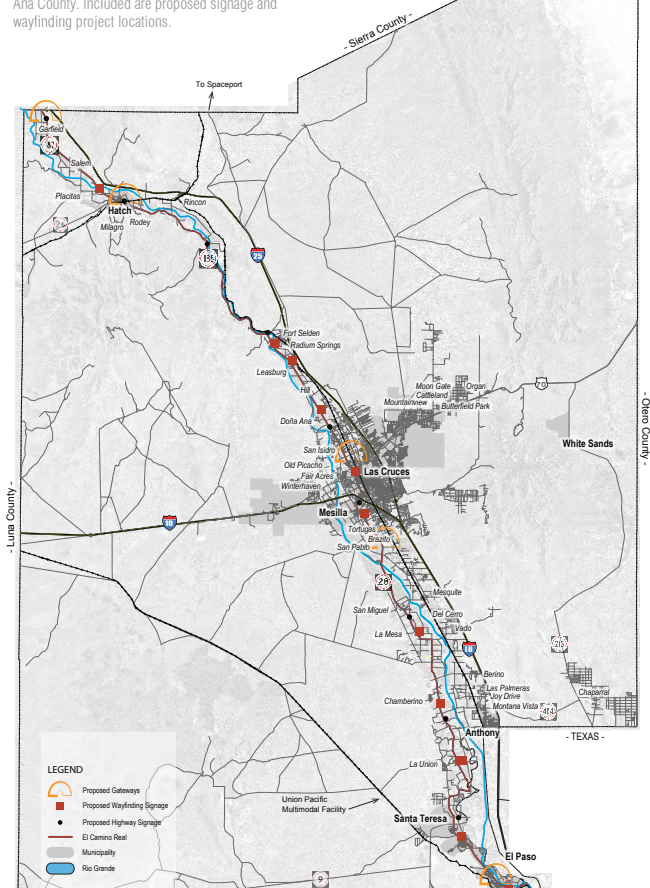 Ana County. Included are proposed signage and
wayfinding project locations.
- Sierra County -
To Spaceport
Garfield
187
Salem
Placitas
Hatch
Rincon
Milagro
Rodey
26
185
25
Fort Selden
Radium Springs
Leasburg
Hill
Doña Ana
Moon Gate
Organ
Cattleland
Mountainview
Butterfield Park
70
- Otero County -
White Sands
San Isidro
Old Picacho
Las Cruces
Fair Acres
Winterhaven
- Luna County -
10
Mesilla
Tortugas
Brazito
San Pablo
28
Mesquite
San Miguel
Del Cerro
Vado
La Mesa
10
213
Berino
Las Palmeras
Chaparral
Joy Drive
Chamberino
Montana Vista
404
Anthony
- TEXAS -
La Union
LEGEND
Proposed Gateways
Proposed Wayfinding Signage
Proposed Highway Signage
El Camino Real
Municipality
Rio Grande
Union Pacific
Multimodal Facility
Santa Teresa
El Paso
9